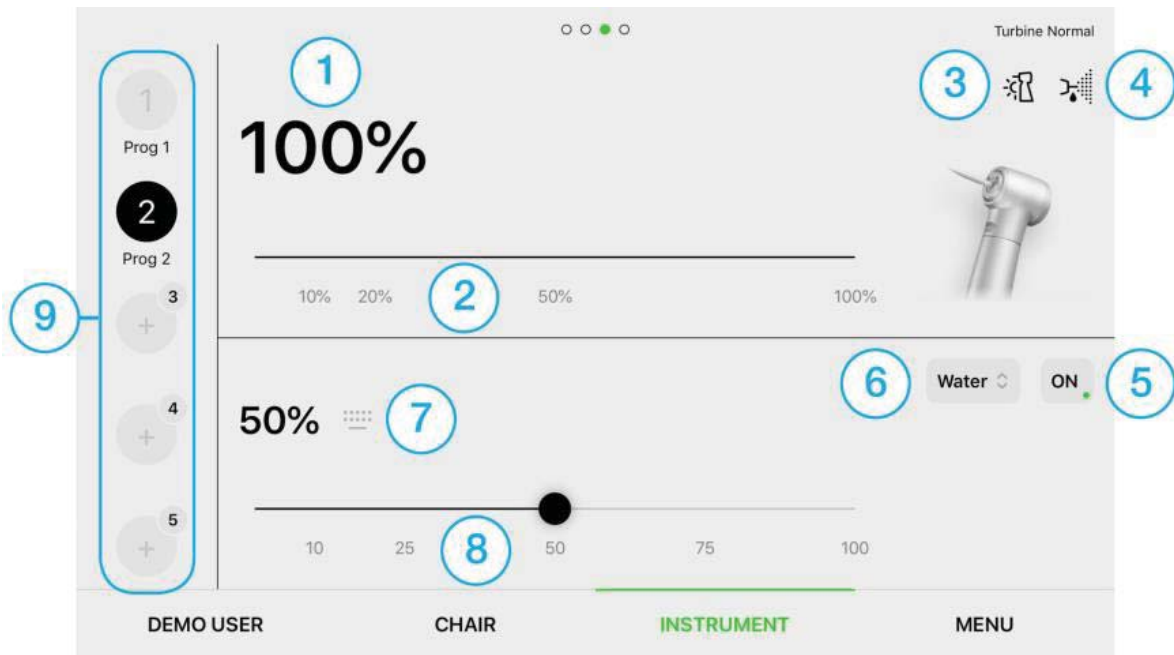 Turbine Normal
1
3
4
1
Prog 1
100%
2
Prog 2
10% 20% 2 50% 100%
9
3
+
6
Water
ON
5
4
+
50%
7
5
+
10 25 8 50 75 100
DEMO USER CHAIR INSTRUMENT MENU